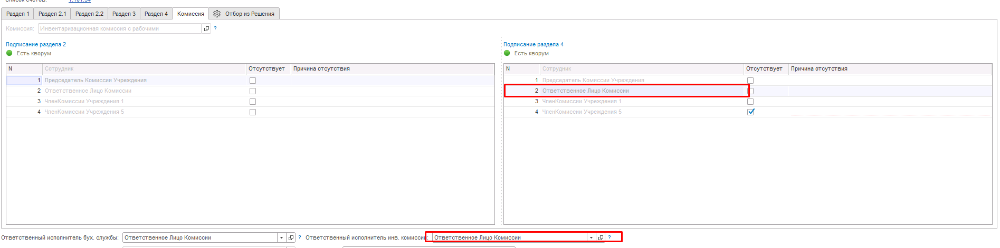 Список счетов: 1.101.34
Раздел 1 Раздел 2.1 Раздел 2.2 Раздел 3 Раздел 4 Комиссия Отбор из Решения
Комиссия: Инвентаризационная комиссия с рабочими ?
Подписание раздела 2
Есть кворум
N Сотрудник Отсутствует Причина отсутствия
1 Председатель Комиссии Учреждения
2 Ответственное Лицо Комиссии
3 ЧленКомиссии Учреждения 1
4 ЧленКомиссии Учреждения 5
Подписание раздела 4
Есть кворум
N Сотрудник Отсутствует Причина отсутствия
1 Председатель Комиссии Учреждения
2 Ответственное Лицо Комиссии
3 ЧленКомиссии Учреждения 1
4 ЧленКомиссии Учреждения 5
Ответственный исполнитель бух. службы: Ответственное Лицо Комиссии ? Ответственный исполнитель инв. комиссии: Ответственное Лицо Комиссии ?